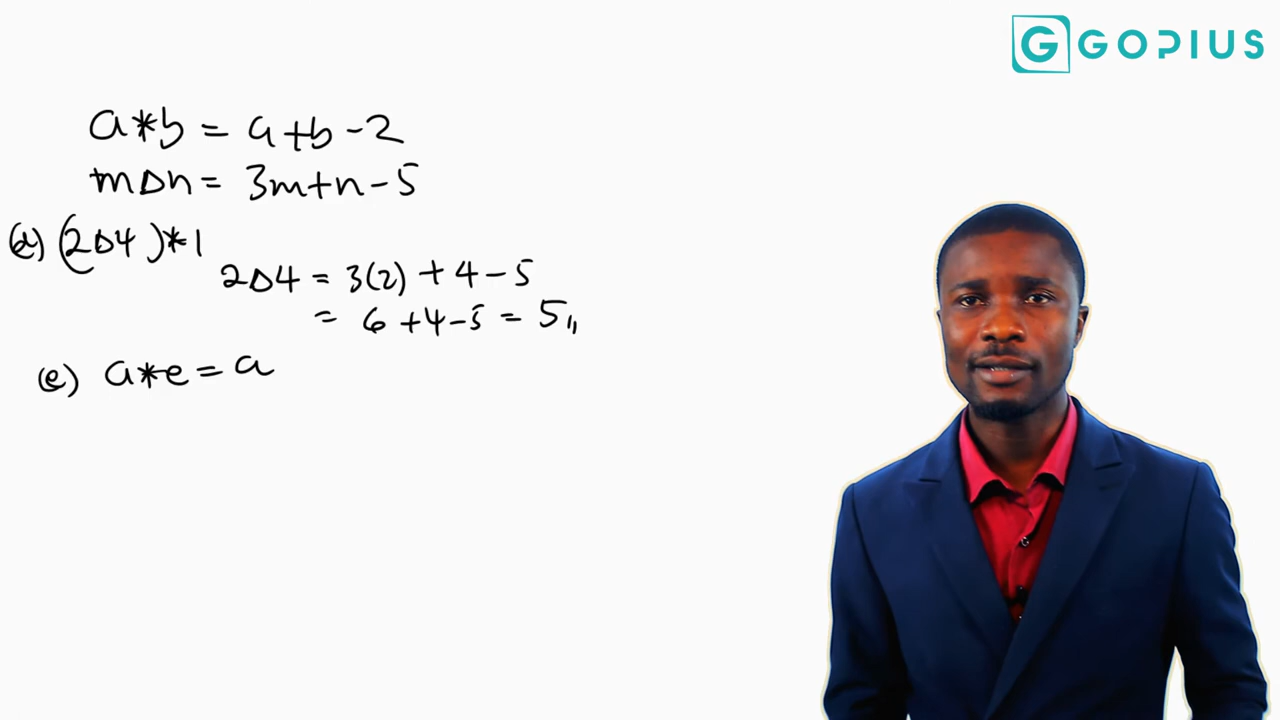 GOPIUS
a*b = a+b-2
mΔn = 3m+n-5
(d) (2Δ4)*1
2Δ4 = 3(2) + 4 - 5
= 6 + 4 - 5 = 5,,
(e) a*e = a